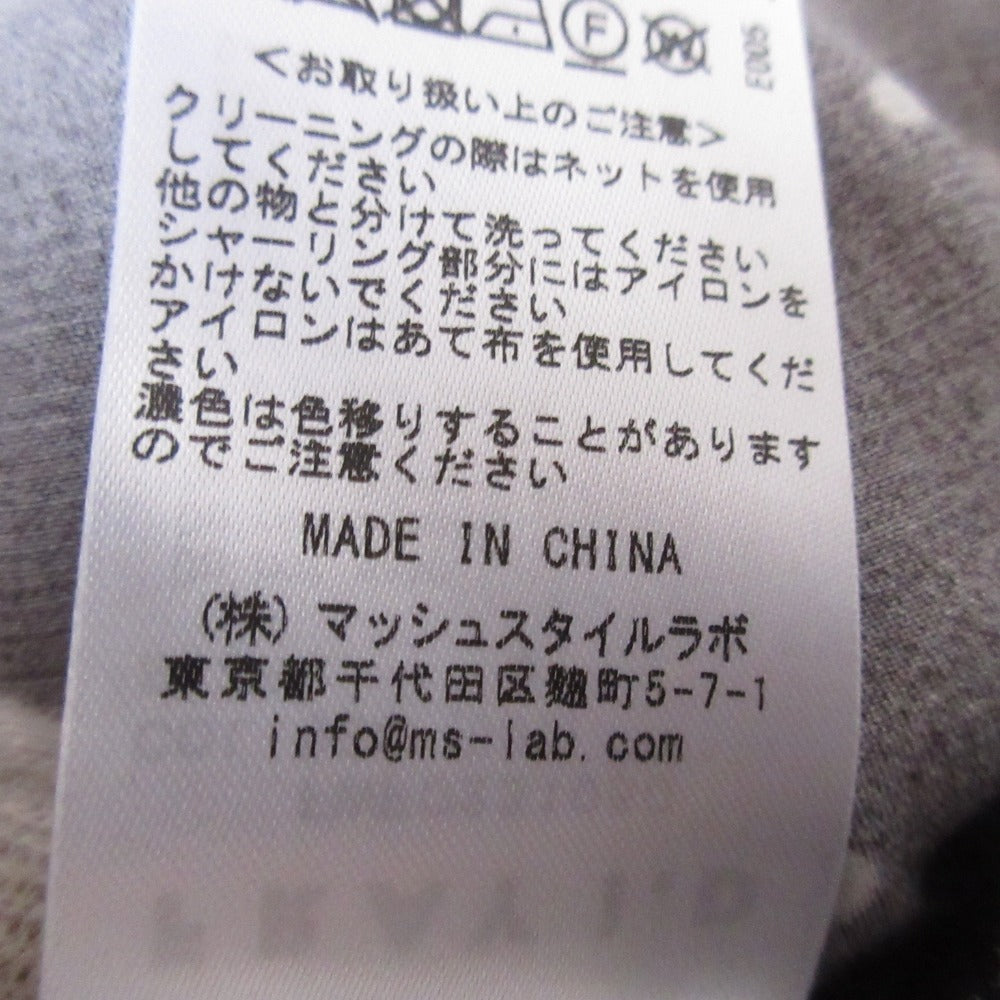 F W
E005
＜お取り扱い上のご注意＞
クリーニングの際はネットを使用
してください
他の物と分けて洗ってください
シャーリング部分にはアイロンを
かけないでください
アイロンはあて布を使用してくだ
さい
濃色は色移りすることがあります
のでご注意ください
MADE IN CHINA
(株)マッシュスタイルラボ
東京都千代田区麹町5-7-1
info@ms-lab.com